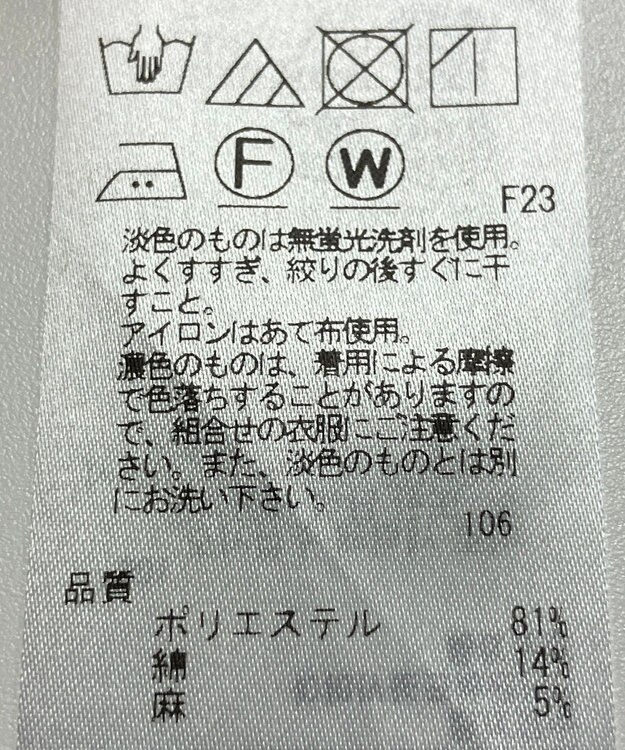 F W
F23
淡色のものは無蛍光洗剤を使用。
よくすすぎ、絞りの後すぐに干
すこと。
アイロンはあて布使用。
濃色のものは、着用による摩擦
で色落ちすることがありますの
で、組合せの衣服にご注意くだ
さい。また、淡色のものとは別
にお洗い下さい。
106
品質
ポリエステル 81%
綿 14%
麻 5%